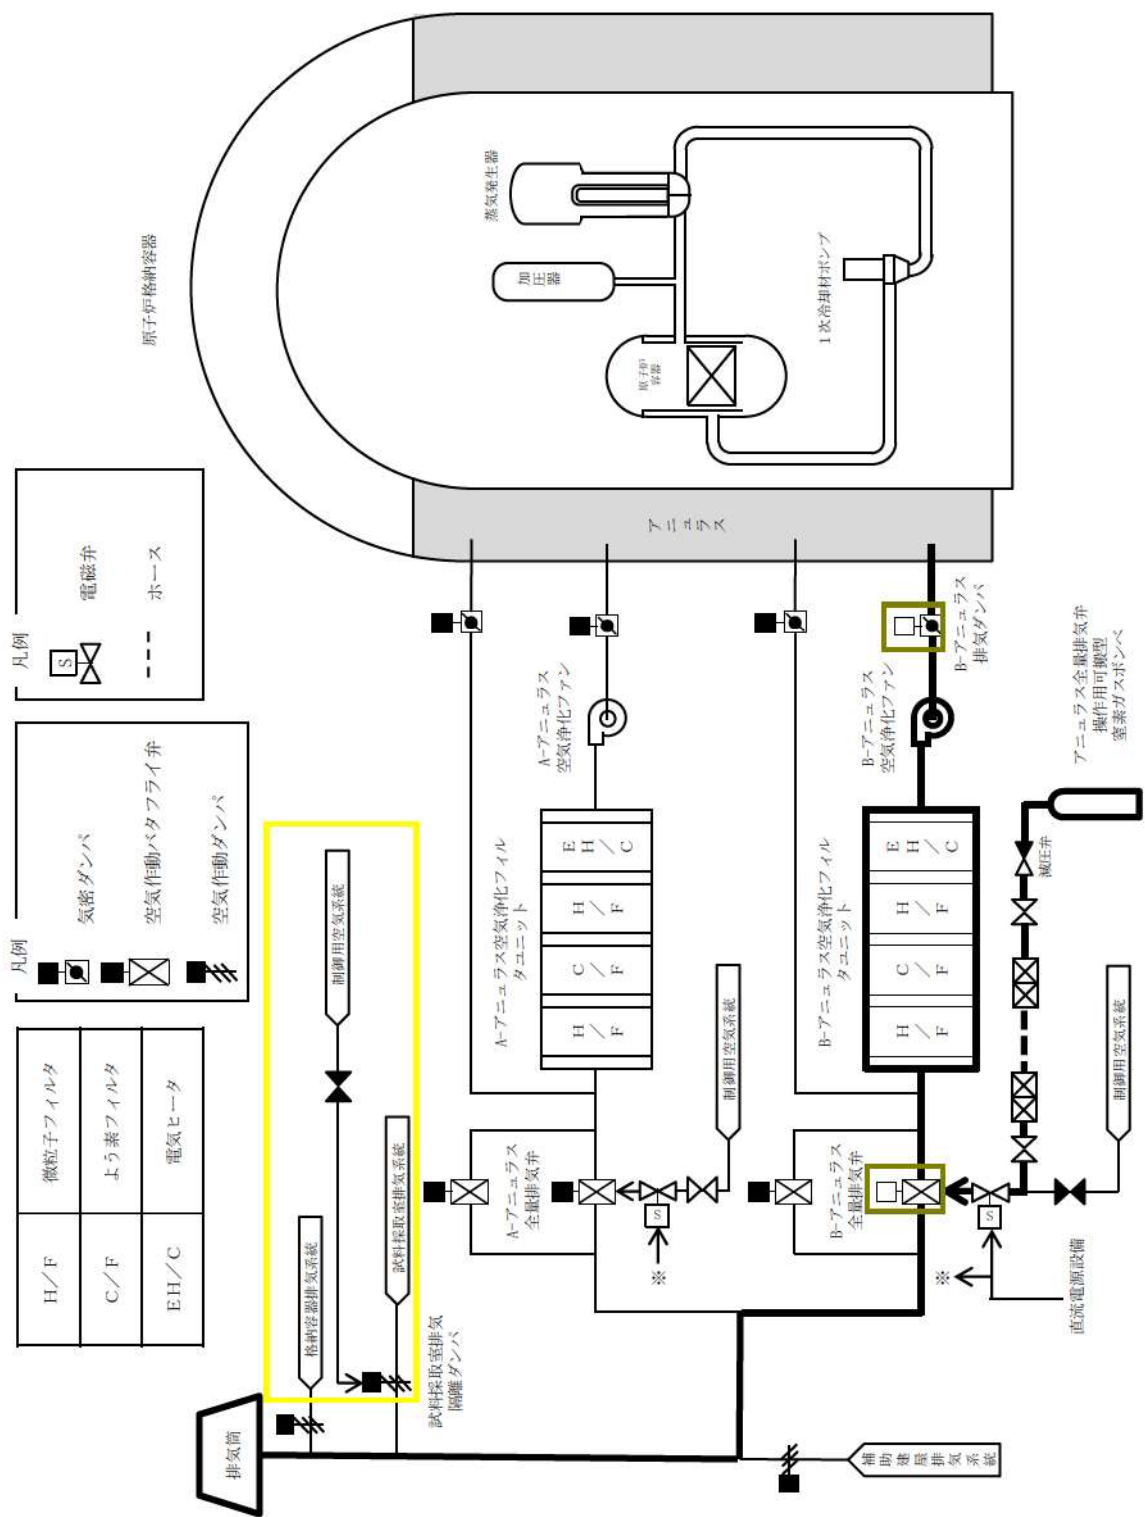 原子炉格納容器
蒸気発生器
加圧器
原子炉
容器
1次冷却材ポンプ
アニュラス
凡例
S
電磁弁
ホース
凡例
気密ダンパ
空気作動バタフライ弁
空気作動ダンパ
H/F
微粒子フィルタ
C/F
よう素フィルタ
EH/C
電気ヒータ
制御用空気系統
格納容器排気系統
試料採取室排気系統
試料採取室排気
隔離ダンパ
排気筒
A-アニュラス
空気浄化ファン
A-アニュラス空気浄化フィル
タユニット
H/F
C/F
H/F
EH/C
A-アニュラス
全量排気弁
制御用空気系統
S
※
B-アニュラス
排気ダンパ
B-アニュラス
空気浄化ファン
B-アニュラス空気浄化フィル
タユニット
H/F
C/F
H/F
EH/C
B-アニュラス
全量排気弁
アニュラス全量排気弁
操作用可搬型
窒素ガスボンベ
減圧弁
制御用空気系統
S
※
直流電源設備
補助建屋排気系統